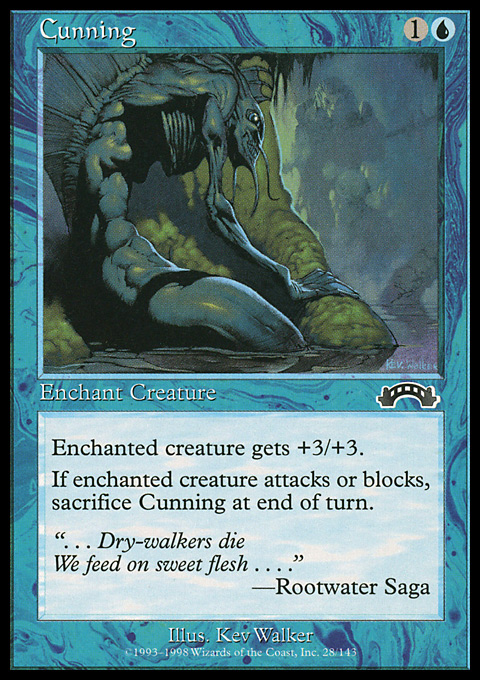 Cunning 1
Enchant Creature
Enchanted creature gets +3/+3.
If enchanted creature attacks or blocks,
sacrifice Cunning at end of turn.
“. . . Dry-walkers die
We feed on sweet flesh . . . .”
—Rootwater Saga
Illus. Kev Walker
©1993–1998 Wizards of the Coast, Inc. 28/143